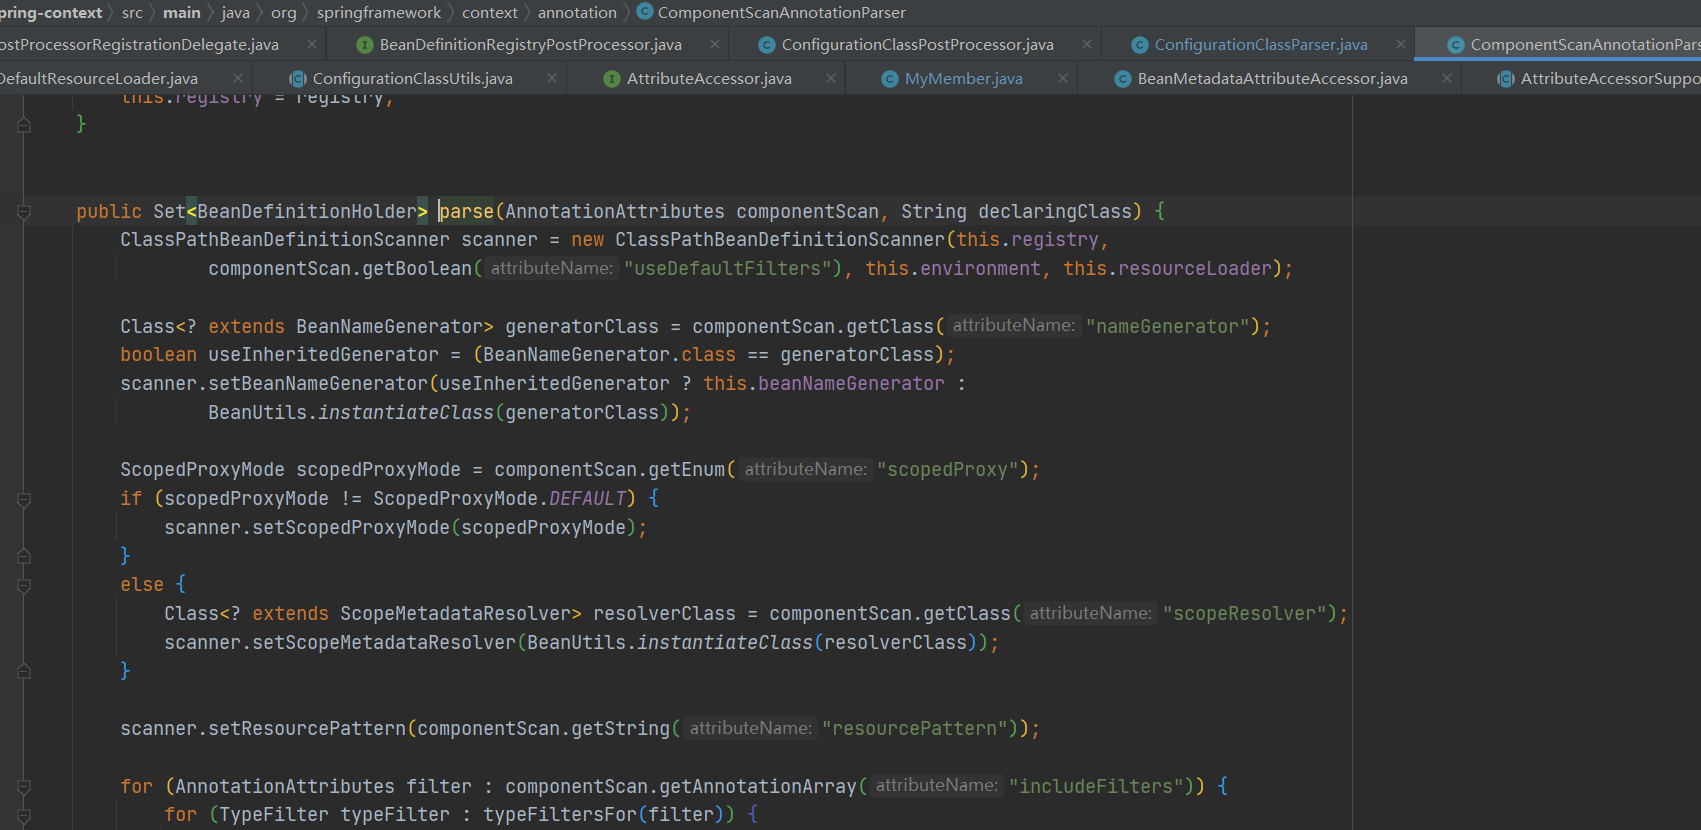 pring-context 〉 src 〉 main 〉 java 〉 org 〉 springframework 〉 context 〉 annotation 〉 ComponentScanAnnotationParser
ostProcessorRegistrationDelegate.java × BeanDefinitionRegistryPostProcessor.java × ConfigurationClassPostProcessor.java × ConfigurationClassParser.java × ComponentScanAnnotationPars
DefaultResourceLoader.java × ConfigurationClassUtils.java × AttributeAccessor.java × MyMember.java × BeanMetadataAttributeAccessor.java × AttributeAccessorSuppo
this.registry = registry;
}
public Set<BeanDefinitionHolder> parse(AnnotationAttributes componentScan, String declaringClass) {
ClassPathBeanDefinitionScanner scanner = new ClassPathBeanDefinitionScanner(this.registry,
componentScan.getBoolean( attributeName: "useDefaultFilters"), this.environment, this.resourceLoader);
Class<? extends BeanNameGenerator> generatorClass = componentScan.getClass( attributeName: "nameGenerator");
boolean useInheritedGenerator = (BeanNameGenerator.class == generatorClass);
scanner.setBeanNameGenerator(useInheritedGenerator ? this.beanNameGenerator :
BeanUtils.instantiateClass(generatorClass));
ScopedProxyMode scopedProxyMode = componentScan.getEnum( attributeName: "scopedProxy");
if (scopedProxyMode != ScopedProxyMode.DEFAULT) {
scanner.setScopedProxyMode(scopedProxyMode);
}
else {
Class<? extends ScopeMetadataResolver> resolverClass = componentScan.getClass( attributeName: "scopeResolver");
scanner.setScopeMetadataResolver(BeanUtils.instantiateClass(resolverClass));
}
scanner.setResourcePattern(componentScan.getString( attributeName: "resourcePattern"));
for (AnnotationAttributes filter : componentScan.getAnnotationArray( attributeName: "includeFilters")) {
for (TypeFilter typeFilter : typeFiltersFor(filter)) {